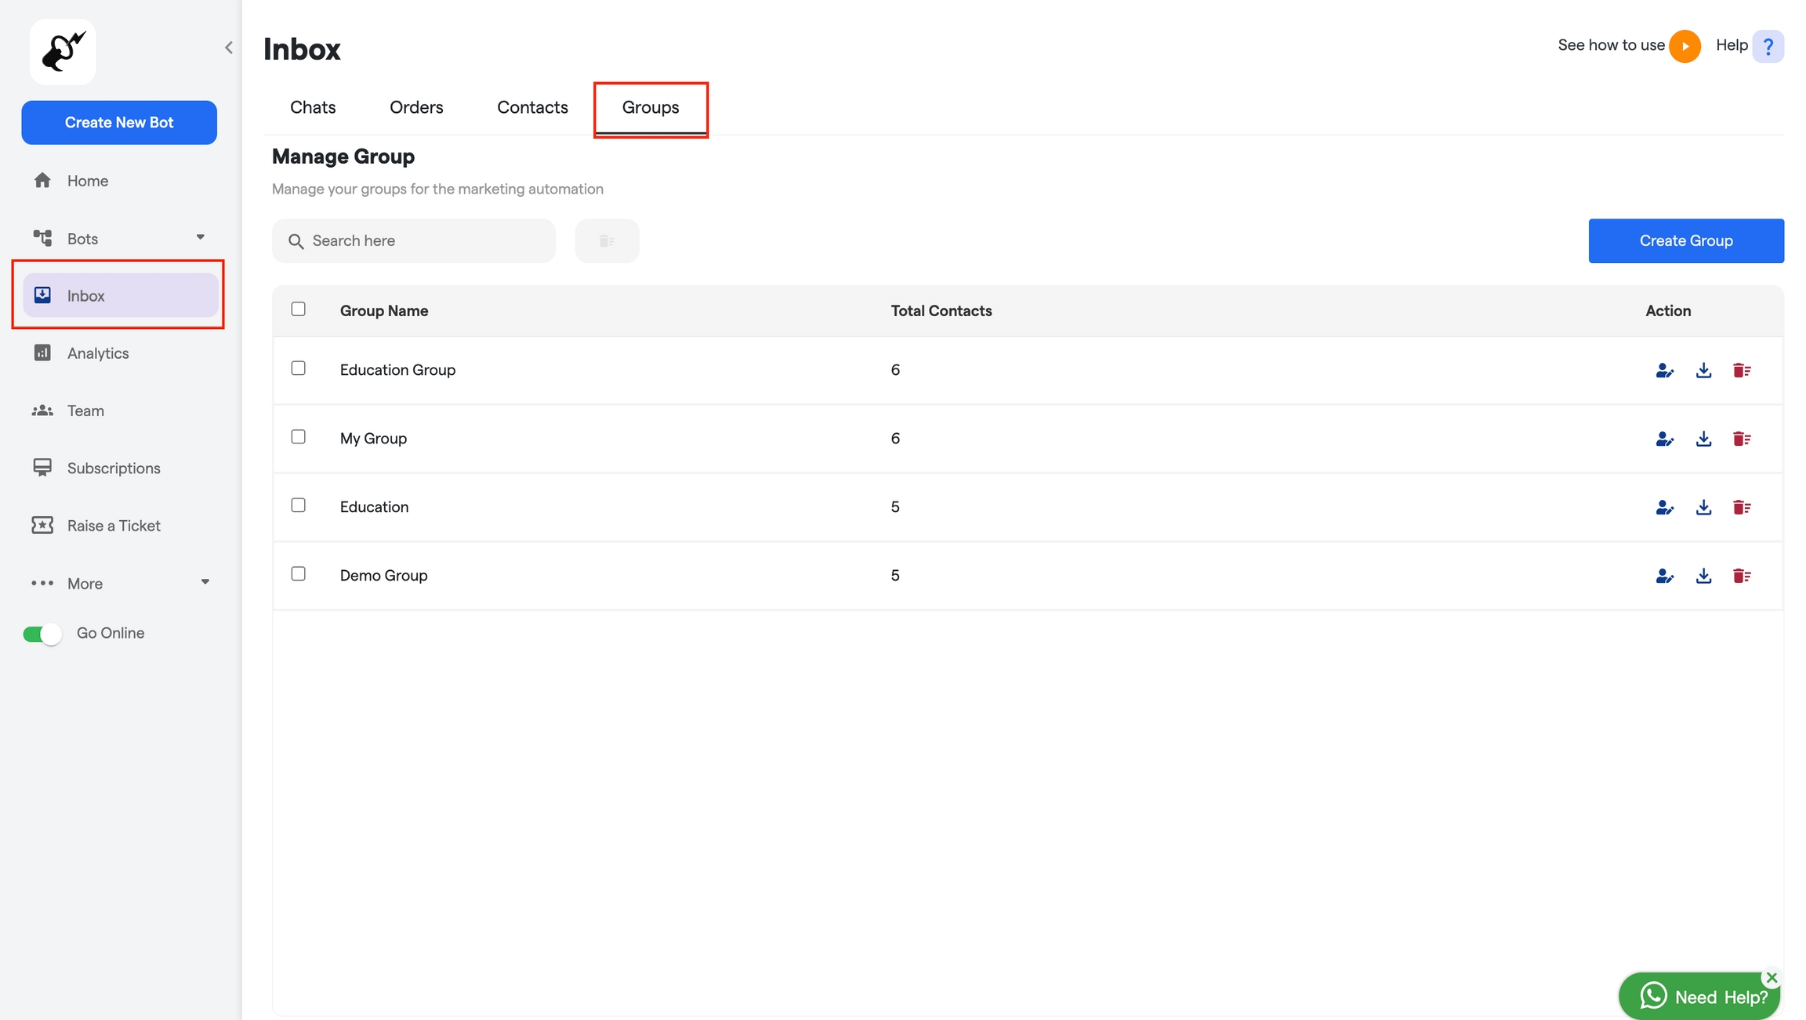 Inbox
See how to use
Help ?
Create New Bot
Home
Bots
Inbox
Analytics
Team
Subscriptions
Raise a Ticket
More
Go Online
Chats
Orders
Contacts
Groups
Manage Group
Manage your groups for the marketing automation
Search here
Create Group
Group Name Total Contacts Action
Education Group 6
My Group 6
Education 5
Demo Group 5
Need Help?